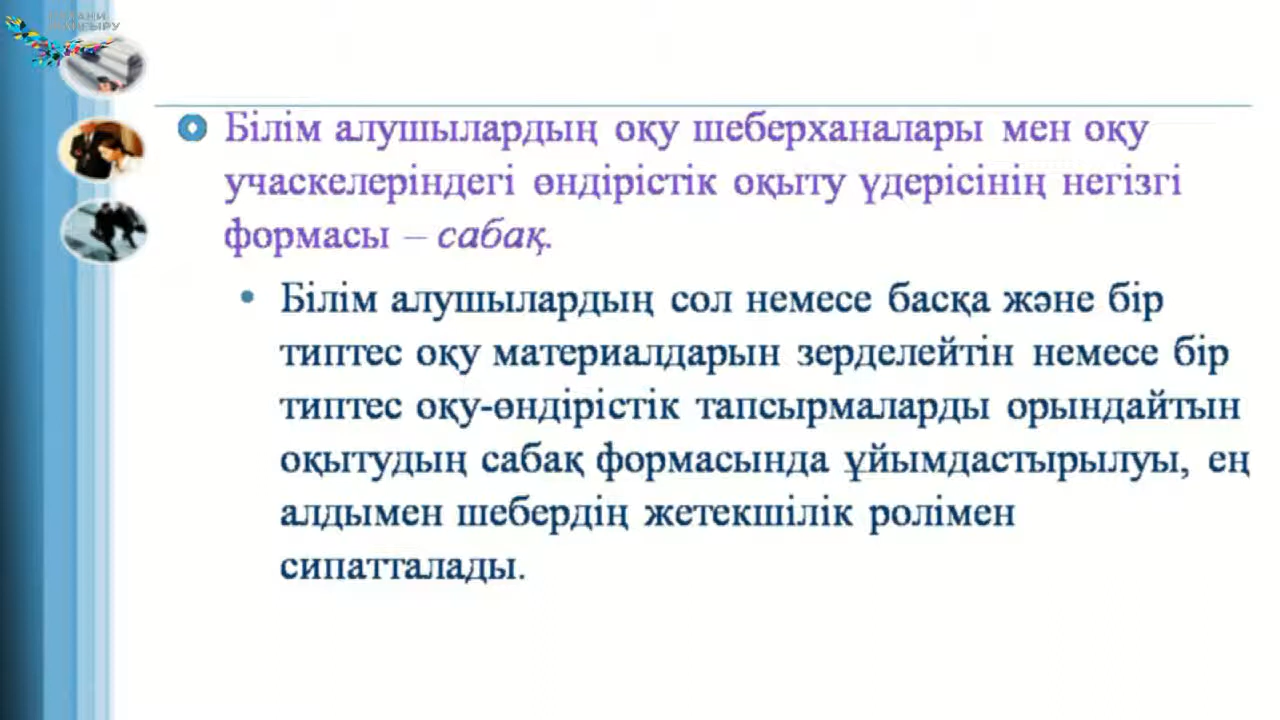 Білім алушылардың оқу шеберханалары мен оқу
учаскелеріндегі өндірістік оқыту үдерісінің негізгі
формасы – сабақ.
Білім алушылардың сол немесе басқа және бір
типтес оқу материалдарын зерделейтін немесе бір
типтес оқу-өндірістік тапсырмаларды орындайтын
оқытудың сабақ формасында ұйымдастырылуы, ең
алдымен шебердің жетекшілік ролімен
сипатталады.